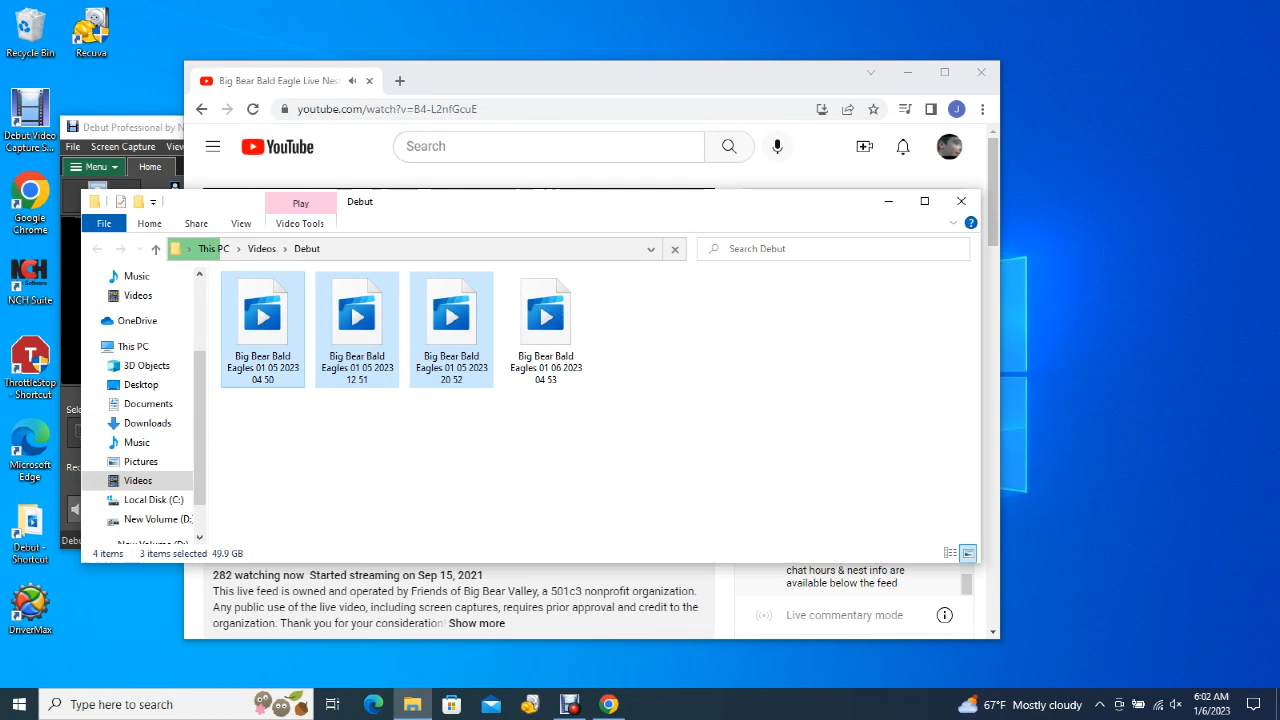 Recycle Bin
Recuva
Debut Video
Capture S...
Google
Chrome
NCH
Software
NCH Suite
ThrottleStop
- Shortcut
Microsoft
Edge
Debut -
Shortcut
DriverMax
Debut Professional by N
File Screen Capture View
Menu Home
Big Bear Bald Eagle Live Nest
youtube.com/watch?v=B4-L2nfGcuE
J
YouTube
Search
Play
Debut
File Home Share View Video Tools
This PC > Videos > Debut
Search Debut
Music
Videos
OneDrive
This PC
3D Objects
Desktop
Documents
Downloads
Music
Pictures
Videos
Local Disk (C:)
New Volume (D:
New Volume (D:)
Big Bear Bald
Eagles 01 05 2023
04 50
Big Bear Bald
Eagles 01 05 2023
12 51
Big Bear Bald
Eagles 01 05 2023
20 52
Big Bear Bald
Eagles 01 06 2023
04 53
4 items 3 items selected 49.9 GB
282 watching now Started streaming on Sep 15, 2021
This live feed is owned and operated by Friends of Big Bear Valley, a 501c3 nonprofit organization.
Any public use of the live video, including screen captures, requires prior approval and credit to the
organization. Thank you for your consideration! Show more
chat hours & nest info are
available below the feed
Live commentary mode
Type here to search
67°F Mostly cloudy
6:02 AM
1/6/2023